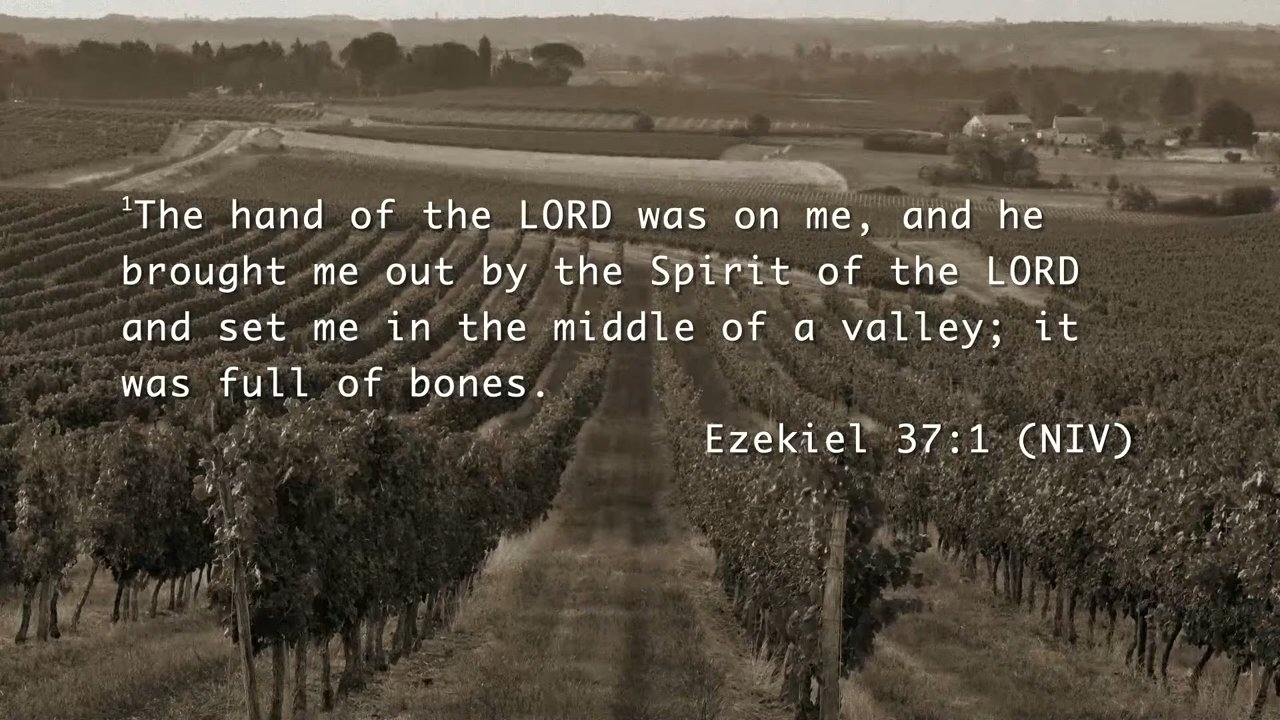 ¹The hand of the LORD was on me, and he
brought me out by the Spirit of the LORD
and set me in the middle of a valley; it
was full of bones.
Ezekiel 37:1 (NIV)